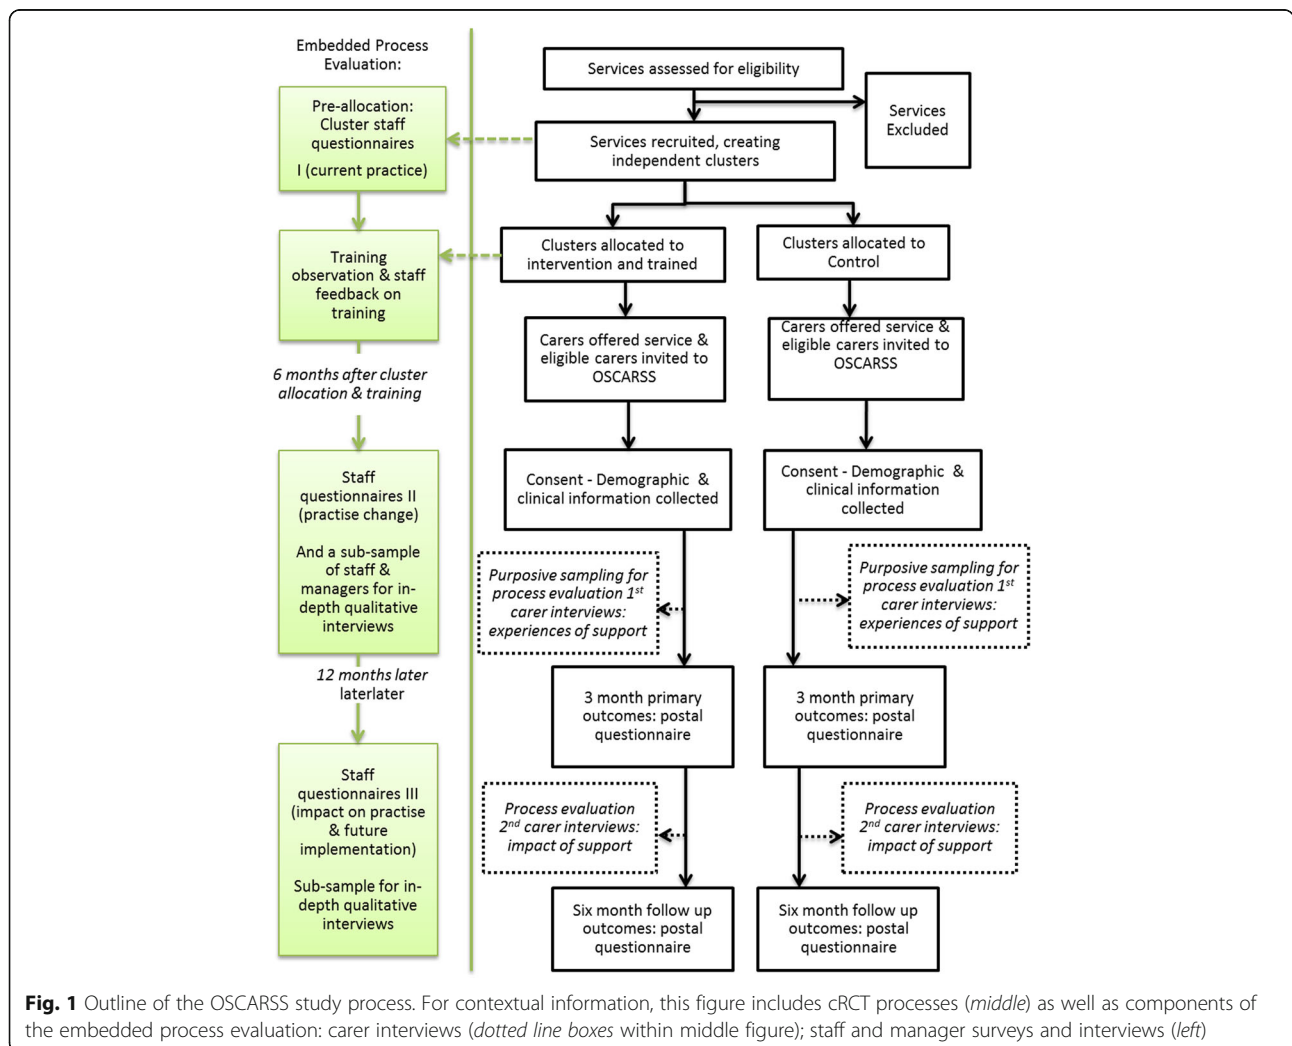 Embedded Process
Evaluation:
Pre-allocation:
Cluster staff
questionnaires
I (current practice)
Training
observation & staff
feedback on
training
6 months after cluster
allocation & training
Staff
questionnaires II
(practise change)
And a sub-sample
of staff &
managers for in-
depth qualitative
interviews
12 months later
laterlater
Staff
questionnaires III
(impact on practise
& future
implementation)
Sub-sample for in-
depth qualitative
interviews
Services assessed for eligibility
Services
Excluded
Services recruited, creating
independent clusters
Clusters allocated to
intervention and trained
Clusters allocated to
Control
Carers offered service &
eligible carers invited to
OSCARSS
Carers offered service &
eligible carers invited to
OSCARSS
Consent - Demographic &
clinical information collected
Consent - Demographic &
clinical information
collected
Purposive sampling for
process evaluation 1st
carer interviews:
experiences of support
Purposive sampling for
process evaluation 1st
carer interviews:
experiences of support
3 month primary
outcomes: postal
questionnaire
3 month primary
outcomes: postal
questionnaire
Process evaluation
2nd carer interviews:
impact of support
Process evaluation
2nd carer interviews:
impact of support
Six month follow up
outcomes: postal
questionnaire
Six month follow up
outcomes: postal
questionnaire
Fig. 1 Outline of the OSCARSS study process. For contextual information, this figure includes cRCT processes (middle) as well as components of
the embedded process evaluation: carer interviews (dotted line boxes within middle figure); staff and manager surveys and interviews (left)